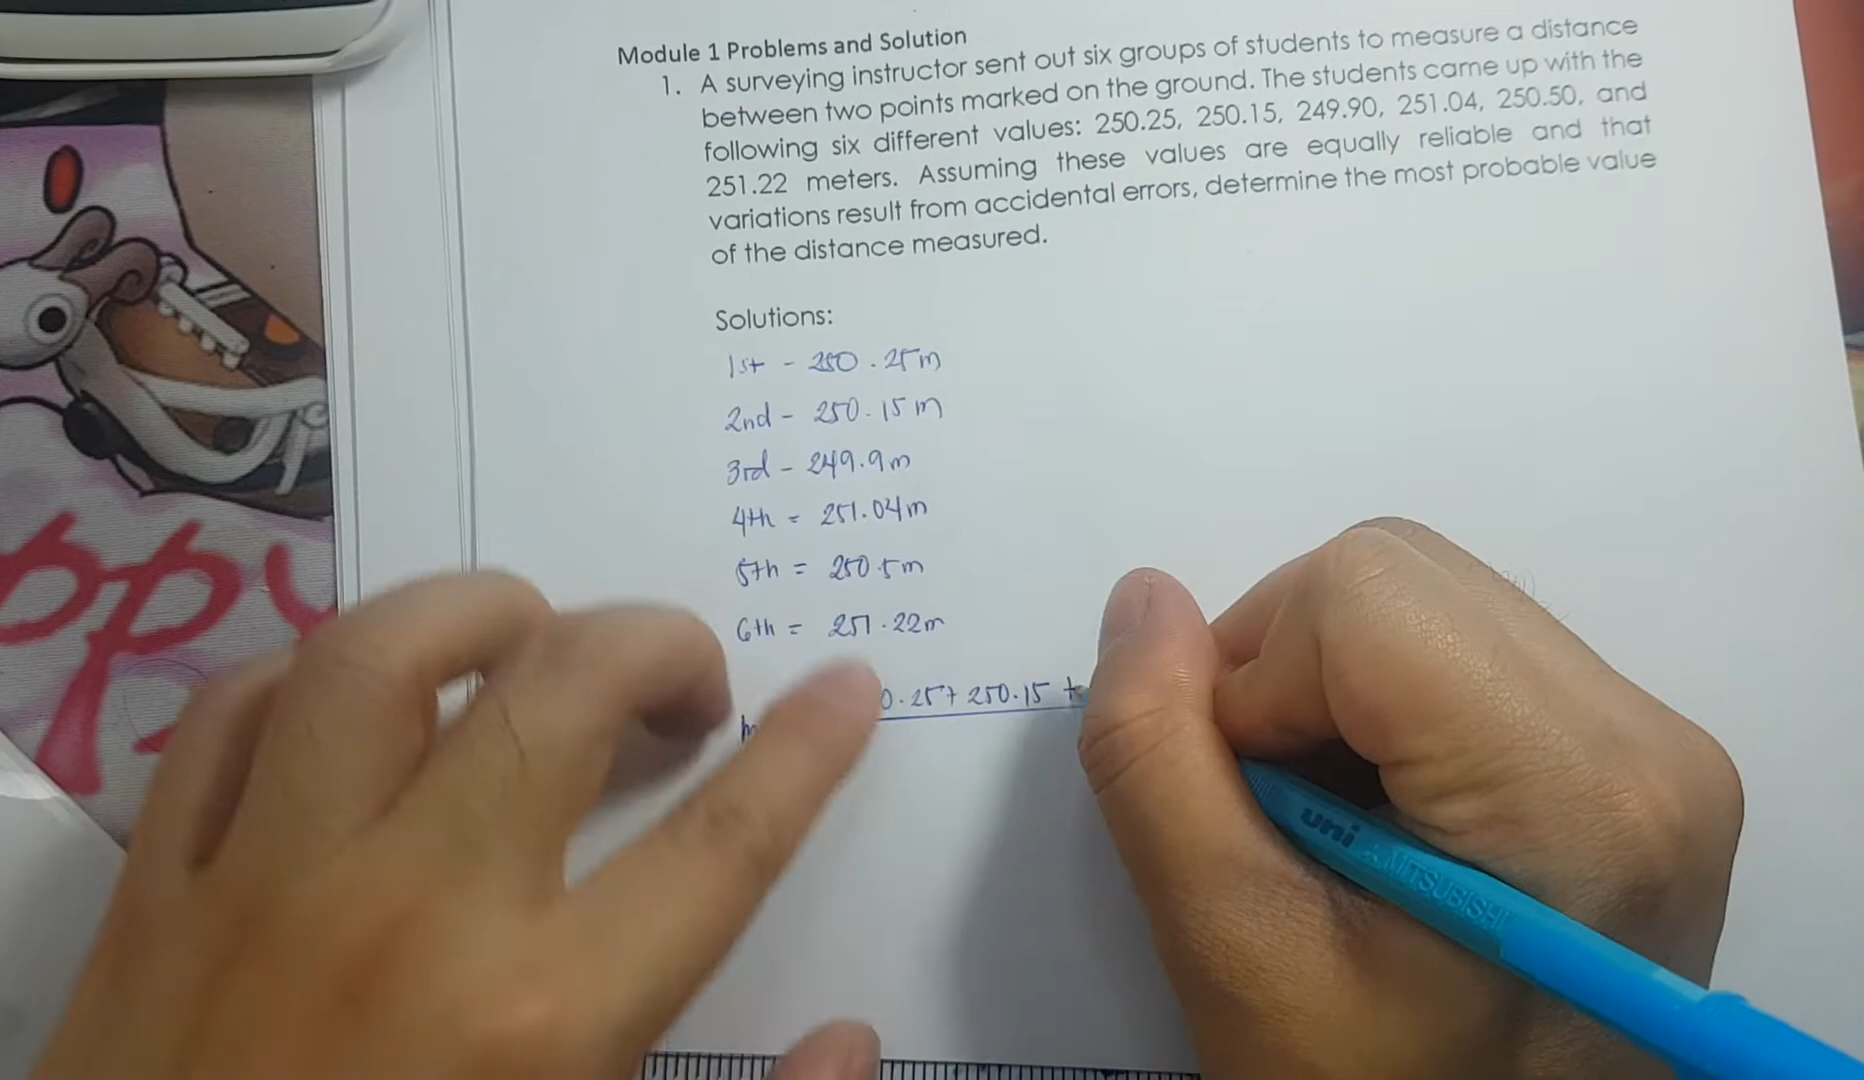 Module 1 Problems and Solution
1. A surveying instructor sent out six groups of students to measure a distance
between two points marked on the ground. The students came up with the
following six different values: 250.25, 250.15, 249.90, 251.04, 250.50, and
251.22 meters. Assuming these values are equally reliable and that
variations result from accidental errors, determine the most probable value
of the distance measured.
Solutions:
1st - 250.25m
2nd - 250.15m
3rd - 249.9m
4th = 251.04m
5th = 250.5m
6th = 251.22m
0.25+ 250.15 +
m
uni
MITSUBISHI
PPY